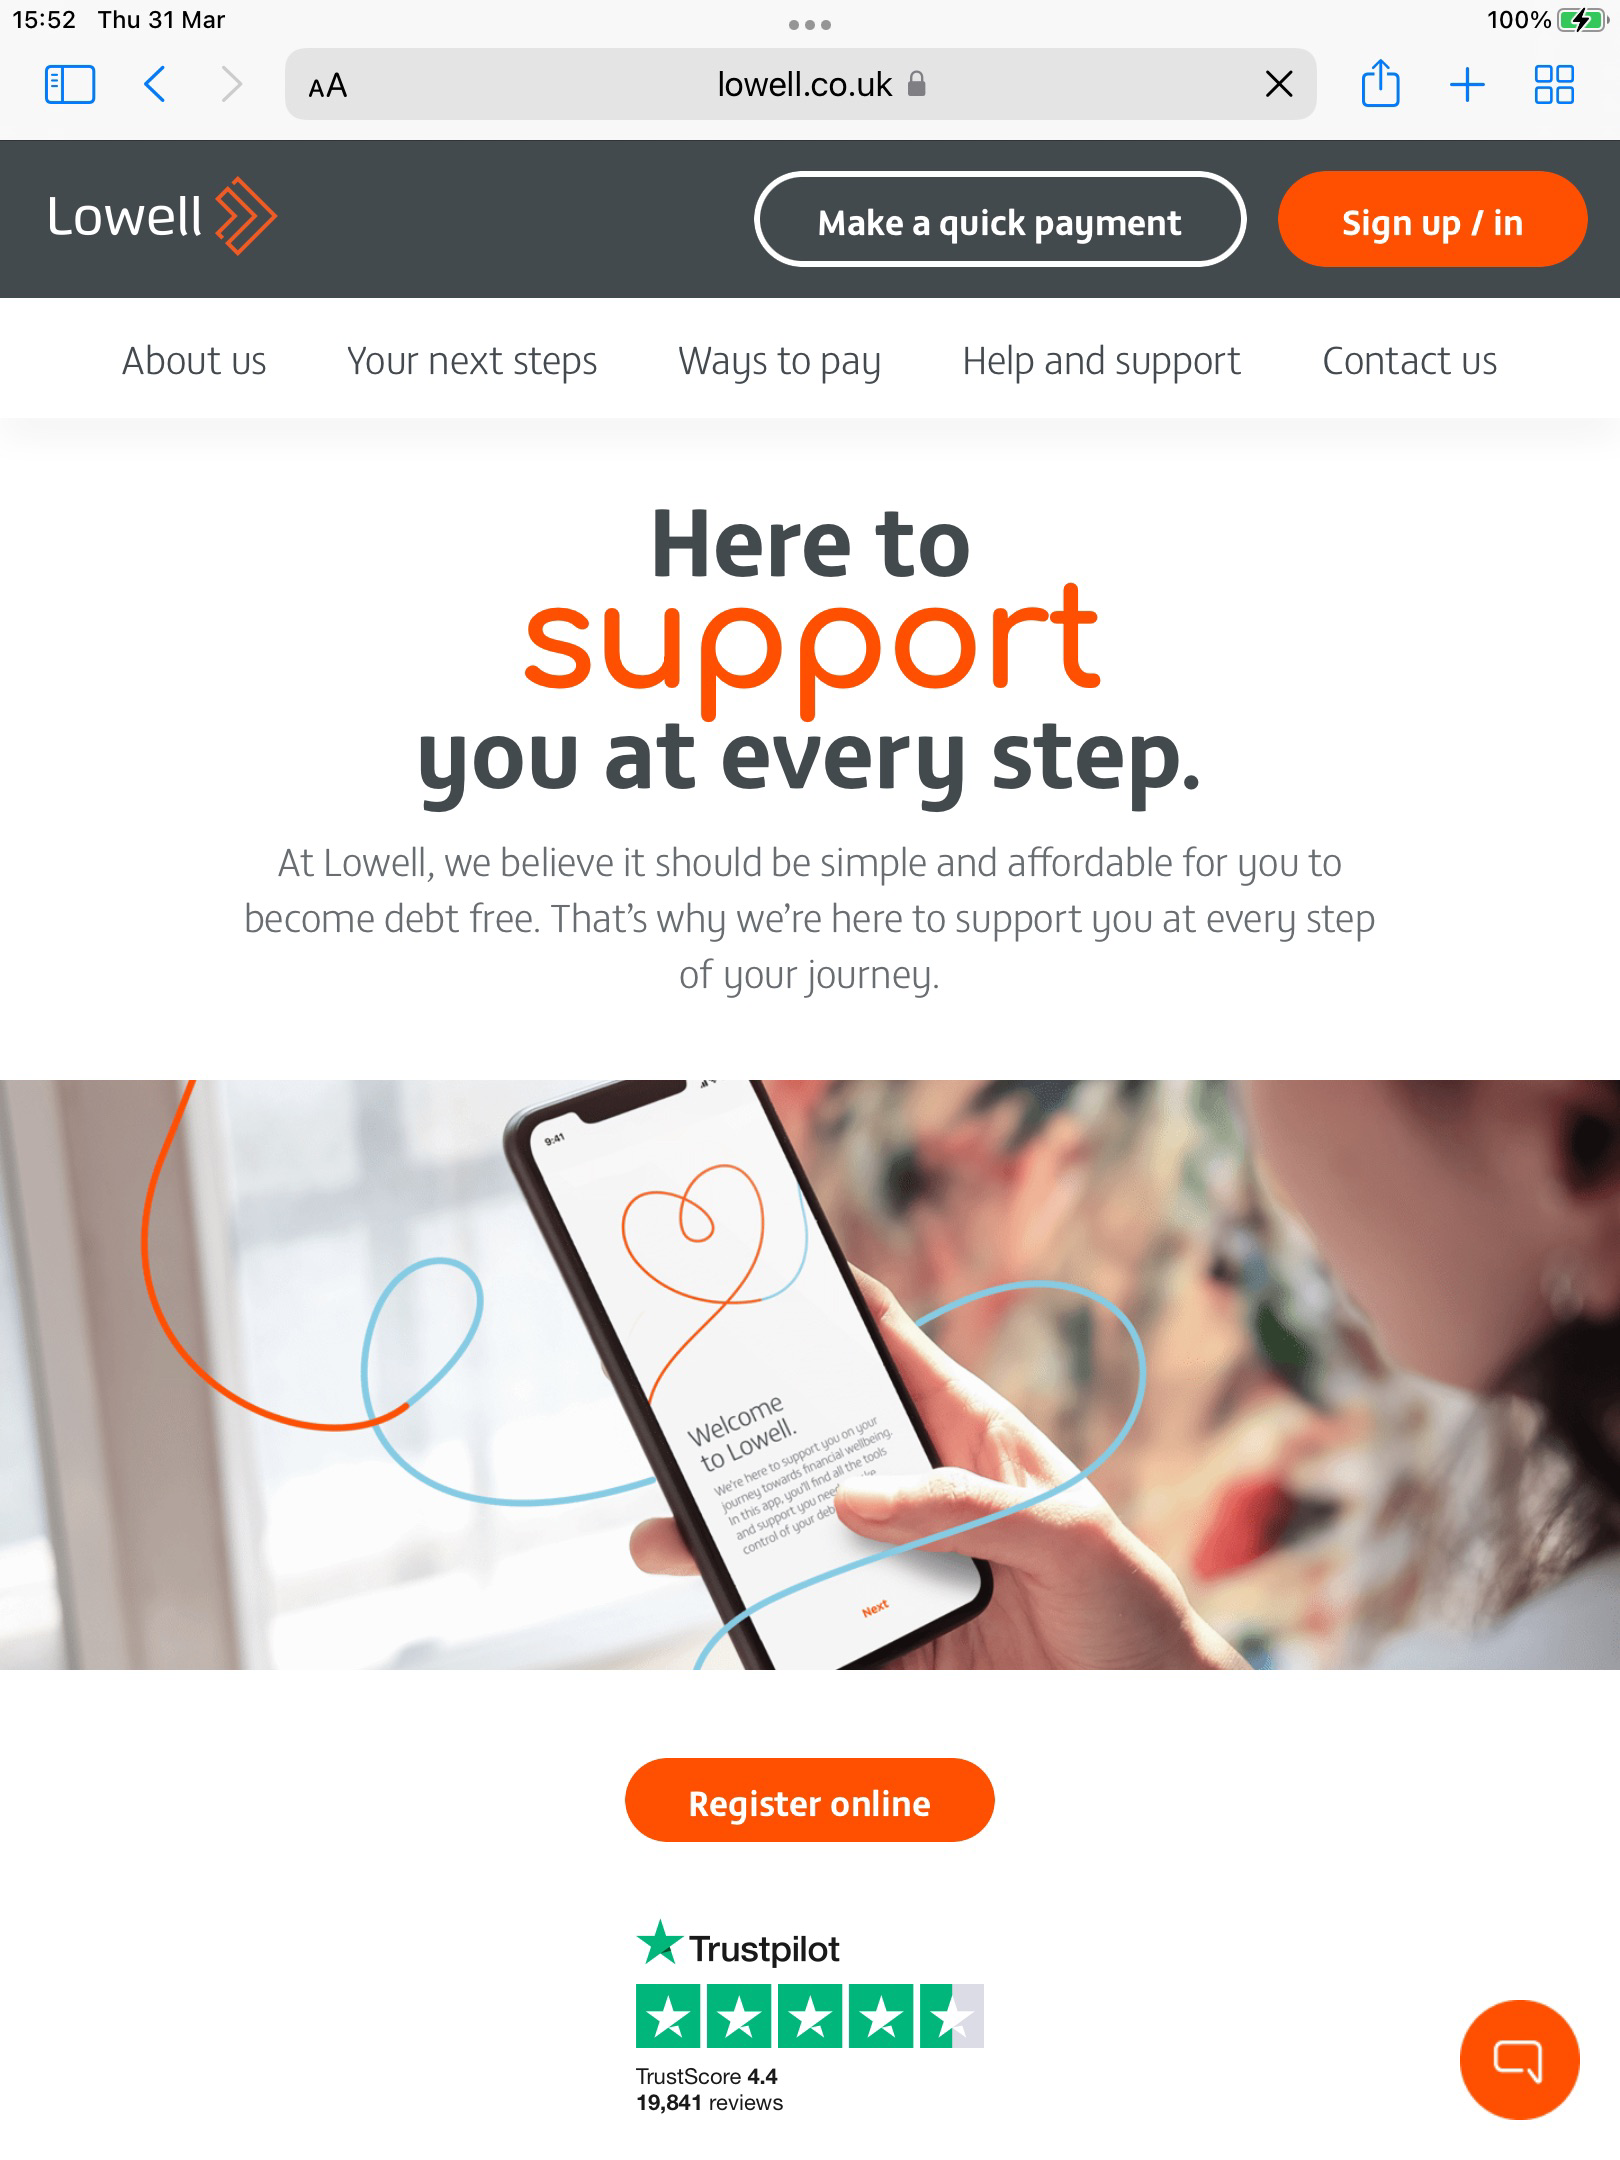 15:52 Thu 31 Mar
100%
AA
lowell.co.uk
Lowell
Make a quick payment
Sign up / in
About us
Your next steps
Ways to pay
Help and support
Contact us
Here to
support
you at every step.
At Lowell, we believe it should be simple and affordable for you to
become debt free. That’s why we’re here to support you at every step
of your journey.
9:41
Welcome
to Lowell.
We're here to support you on your
journey towards financial wellbeing.
In this app, you'll find all the tools
and support you need
control of your deb
Next
Register online
Trustpilot
TrustScore 4.4
19,841 reviews